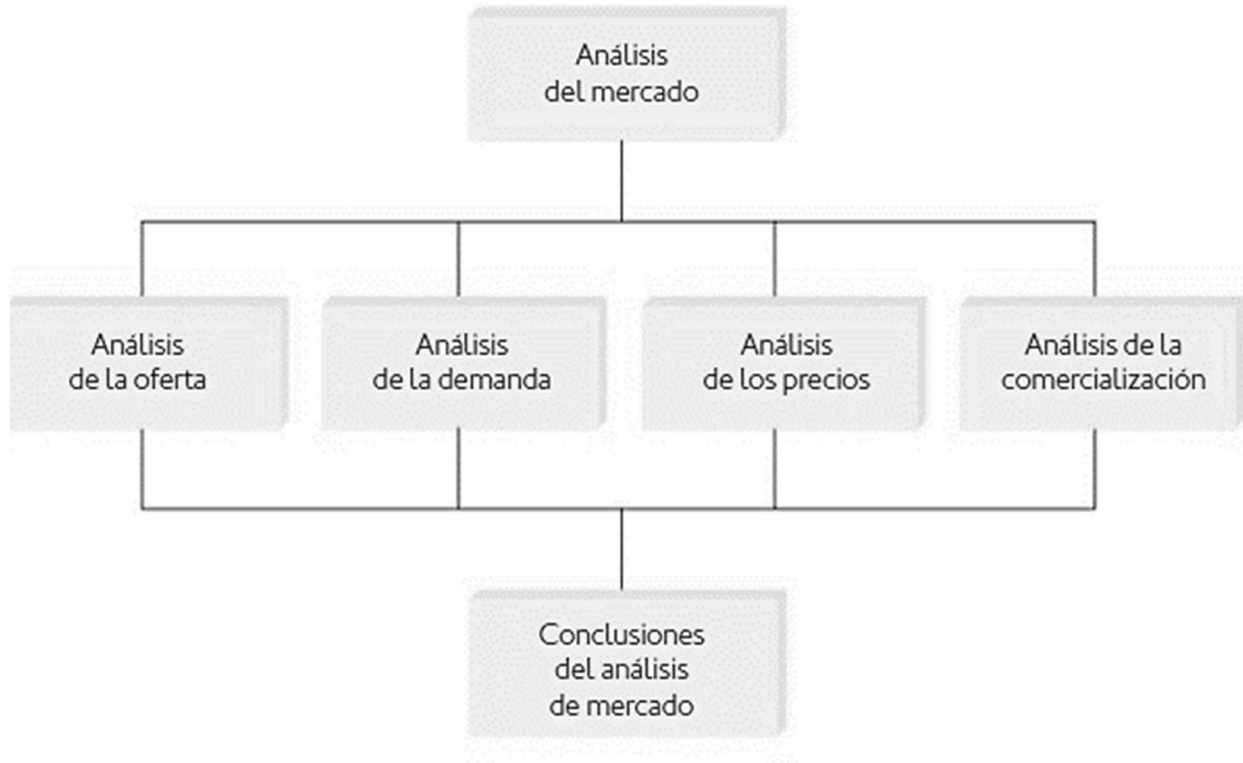 Análisis
del mercado
Análisis
de la oferta
Análisis
de la demanda
Análisis
de los precios
Análisis de la
comercialización
Conclusiones
del análisis
de mercado